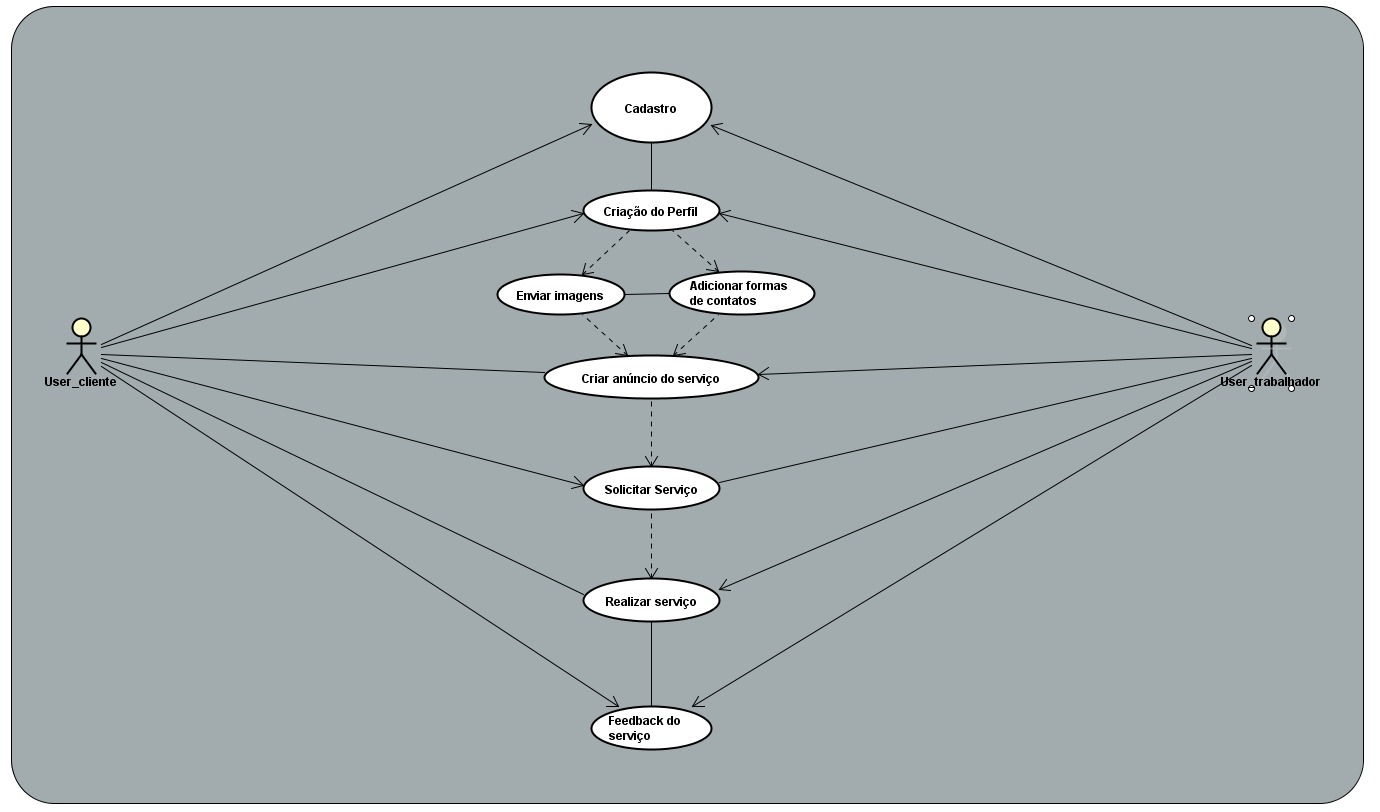 Cadastro
Criação do Perfil
Enviar imagens
Adicionar formas
de contatos
User_cliente
Criar anúncio do serviço
User_trabalhador
Solicitar Serviço
Realizar serviço
Feedback do
serviço